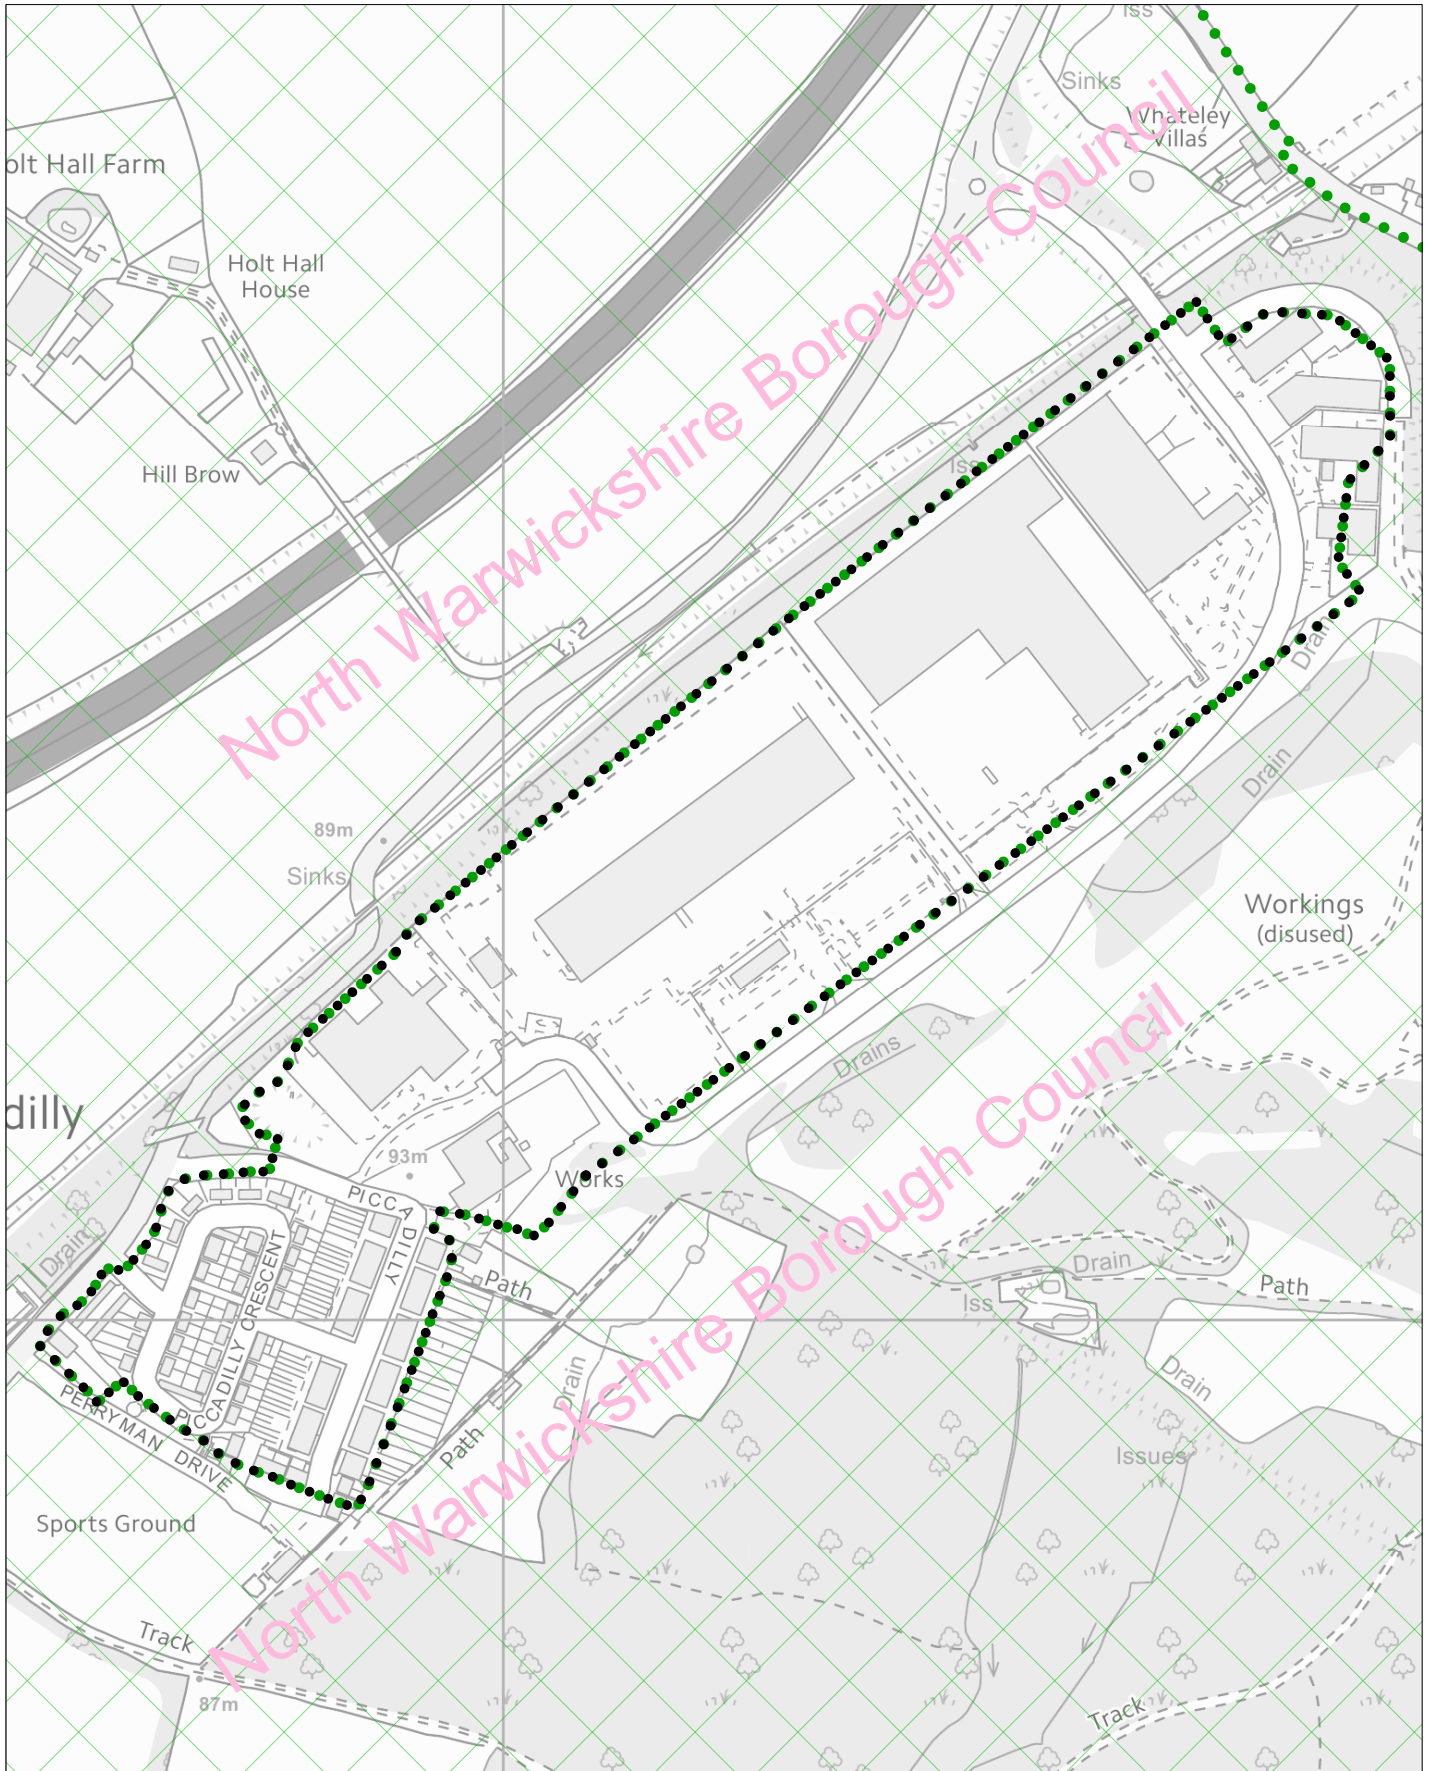 Iss
Sinks
Whateley
Villas
olt Hall Farm
Holt Hall
House
Hill Brow
North Warwickshire Borough Council
Iss
Drain
Drain
89m
Sinks
Workings
(disused)
Drains
dilly
93m
Works
PICCADILLY
Drain
PICCADILLY CRESCENT
Path
Drain
Path
Iss
Drain
Drain
PERRYMAN DRIVE
Path
Issues
North Warwickshire Borough Council
Sports Ground
Track
87m
Track